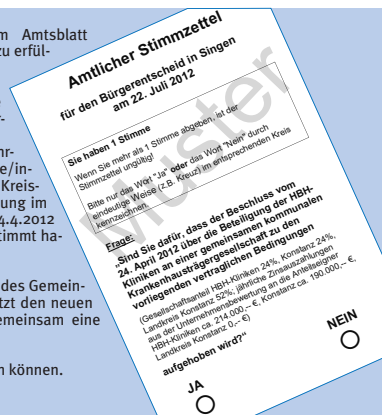 m Amtsblatt
zu erfül-
hr-
e/in-
Kreis-
ung im
4.4.2012
timmt ha-
des Gemein-
tzt den neuen
emeinsam eine
n können.
Amtlicher Stimmzettel
für den Bürgerentscheid in Singen
am 22. Juli 2012
Sie haben 1 Stimme
Wenn Sie mehr als 1 Stimme abgeben, ist der
Stimmzettel ungültig!
Bitte nur das Wort "Ja" oder das Wort "Nein" durch
eindeutige Weise (z.B. Kreuz) im entsprechenden Kreis
kennzeichnen.
Muster
Frage:
„Sind Sie dafür, dass der Beschluss vom
24. April 2012 über die Beteiligung der HBH-
Kliniken an einer gemeinsamen kommunalen
Krankenhausträgergesellschaft zu den
vorliegenden vertraglichen Bedingungen
(Gesellschaftsanteil HBH-Kliniken 24%, Konstanz 24%,
Landkreis Konstanz 52%; jährliche Zinsauszahlungen
aus der Unternehmensbewertung an die Anteilseigner
HBH-Kliniken ca. 214.000,– €, Konstanz ca. 190.000,– €,
Landkreis Konstanz 0,– €)
aufgehoben wird?“
JA
NEIN